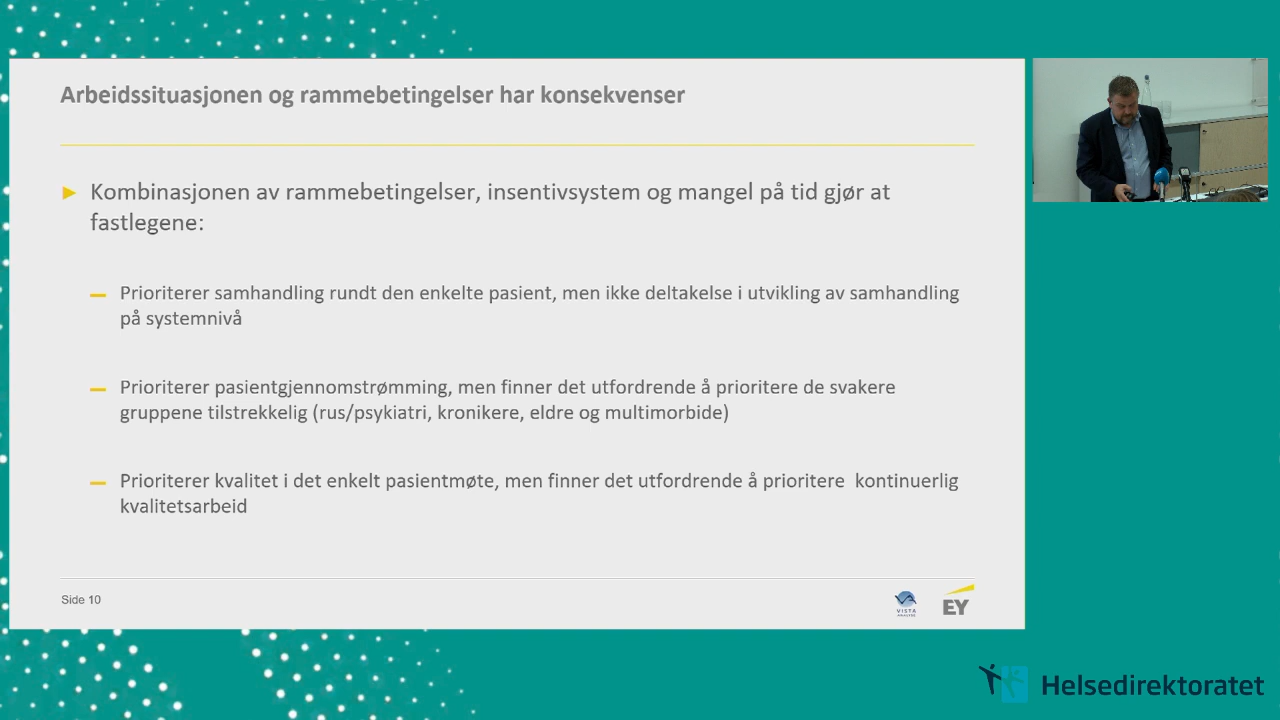 Arbeidssituasjonen og rammebetingelser har konsekvenser
► Kombinasjonen av rammebetingelser, insentivsystem og mangel på tid gjør at
fastlegene:
– Prioriterer samhandling rundt den enkelte pasient, men ikke deltakelse i utvikling av samhandling
på systemnivå
– Prioriterer pasientgjennomstrømming, men finner det utfordrende å prioritere de svakere
gruppene tilstrekkelig (rus/psykiatri, kronikere, eldre og multimorbide)
– Prioriterer kvalitet i det enkelt pasientmøte, men finner det utfordrende å prioritere  kontinuerlig
kvalitetsarbeid
Side 10
VISTA
ANALYSE
EY
Helsedirektoratet